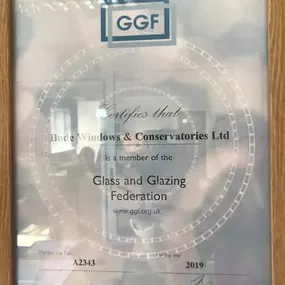 GGF
Certifies that
Bude Windows & Conservatories Ltd
is a member of the
Glass and Glazing
Federation
www.ggf.org.uk
A2343
2019